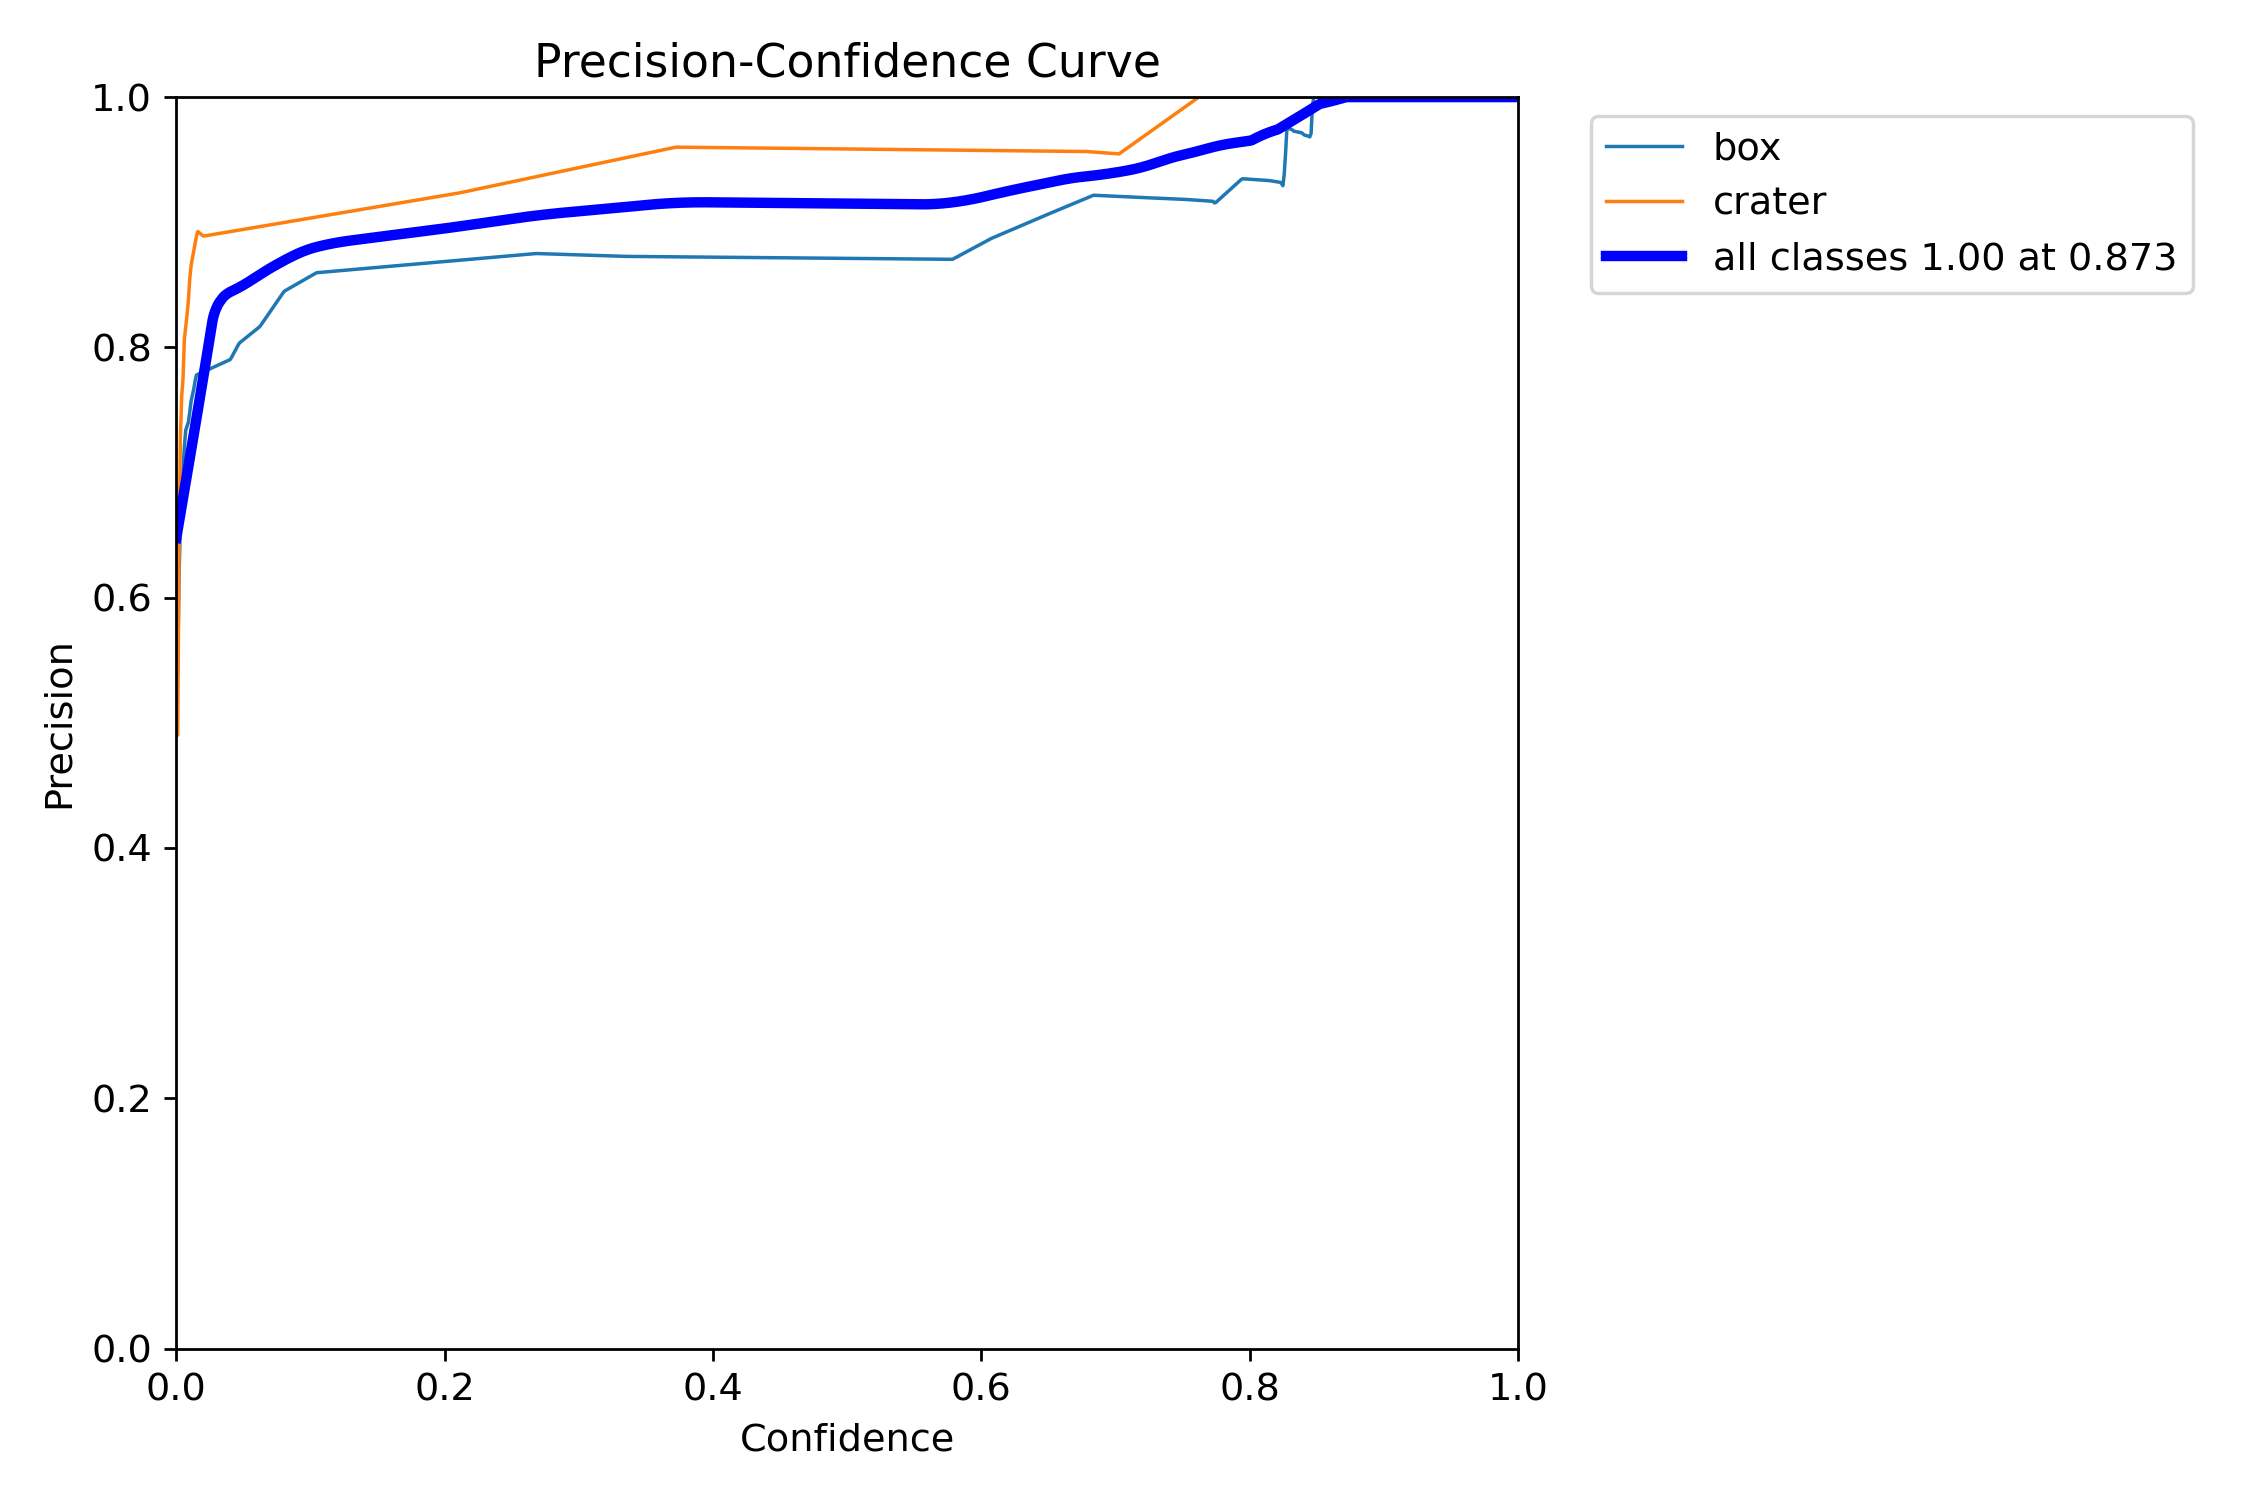 Precision-Confidence Curve
1.0
0.8
0.6
0.4
0.2
0.0
Precision
0.0 0.2 0.4 0.6 0.8 1.0
Confidence
box
crater
all classes 1.00 at 0.873